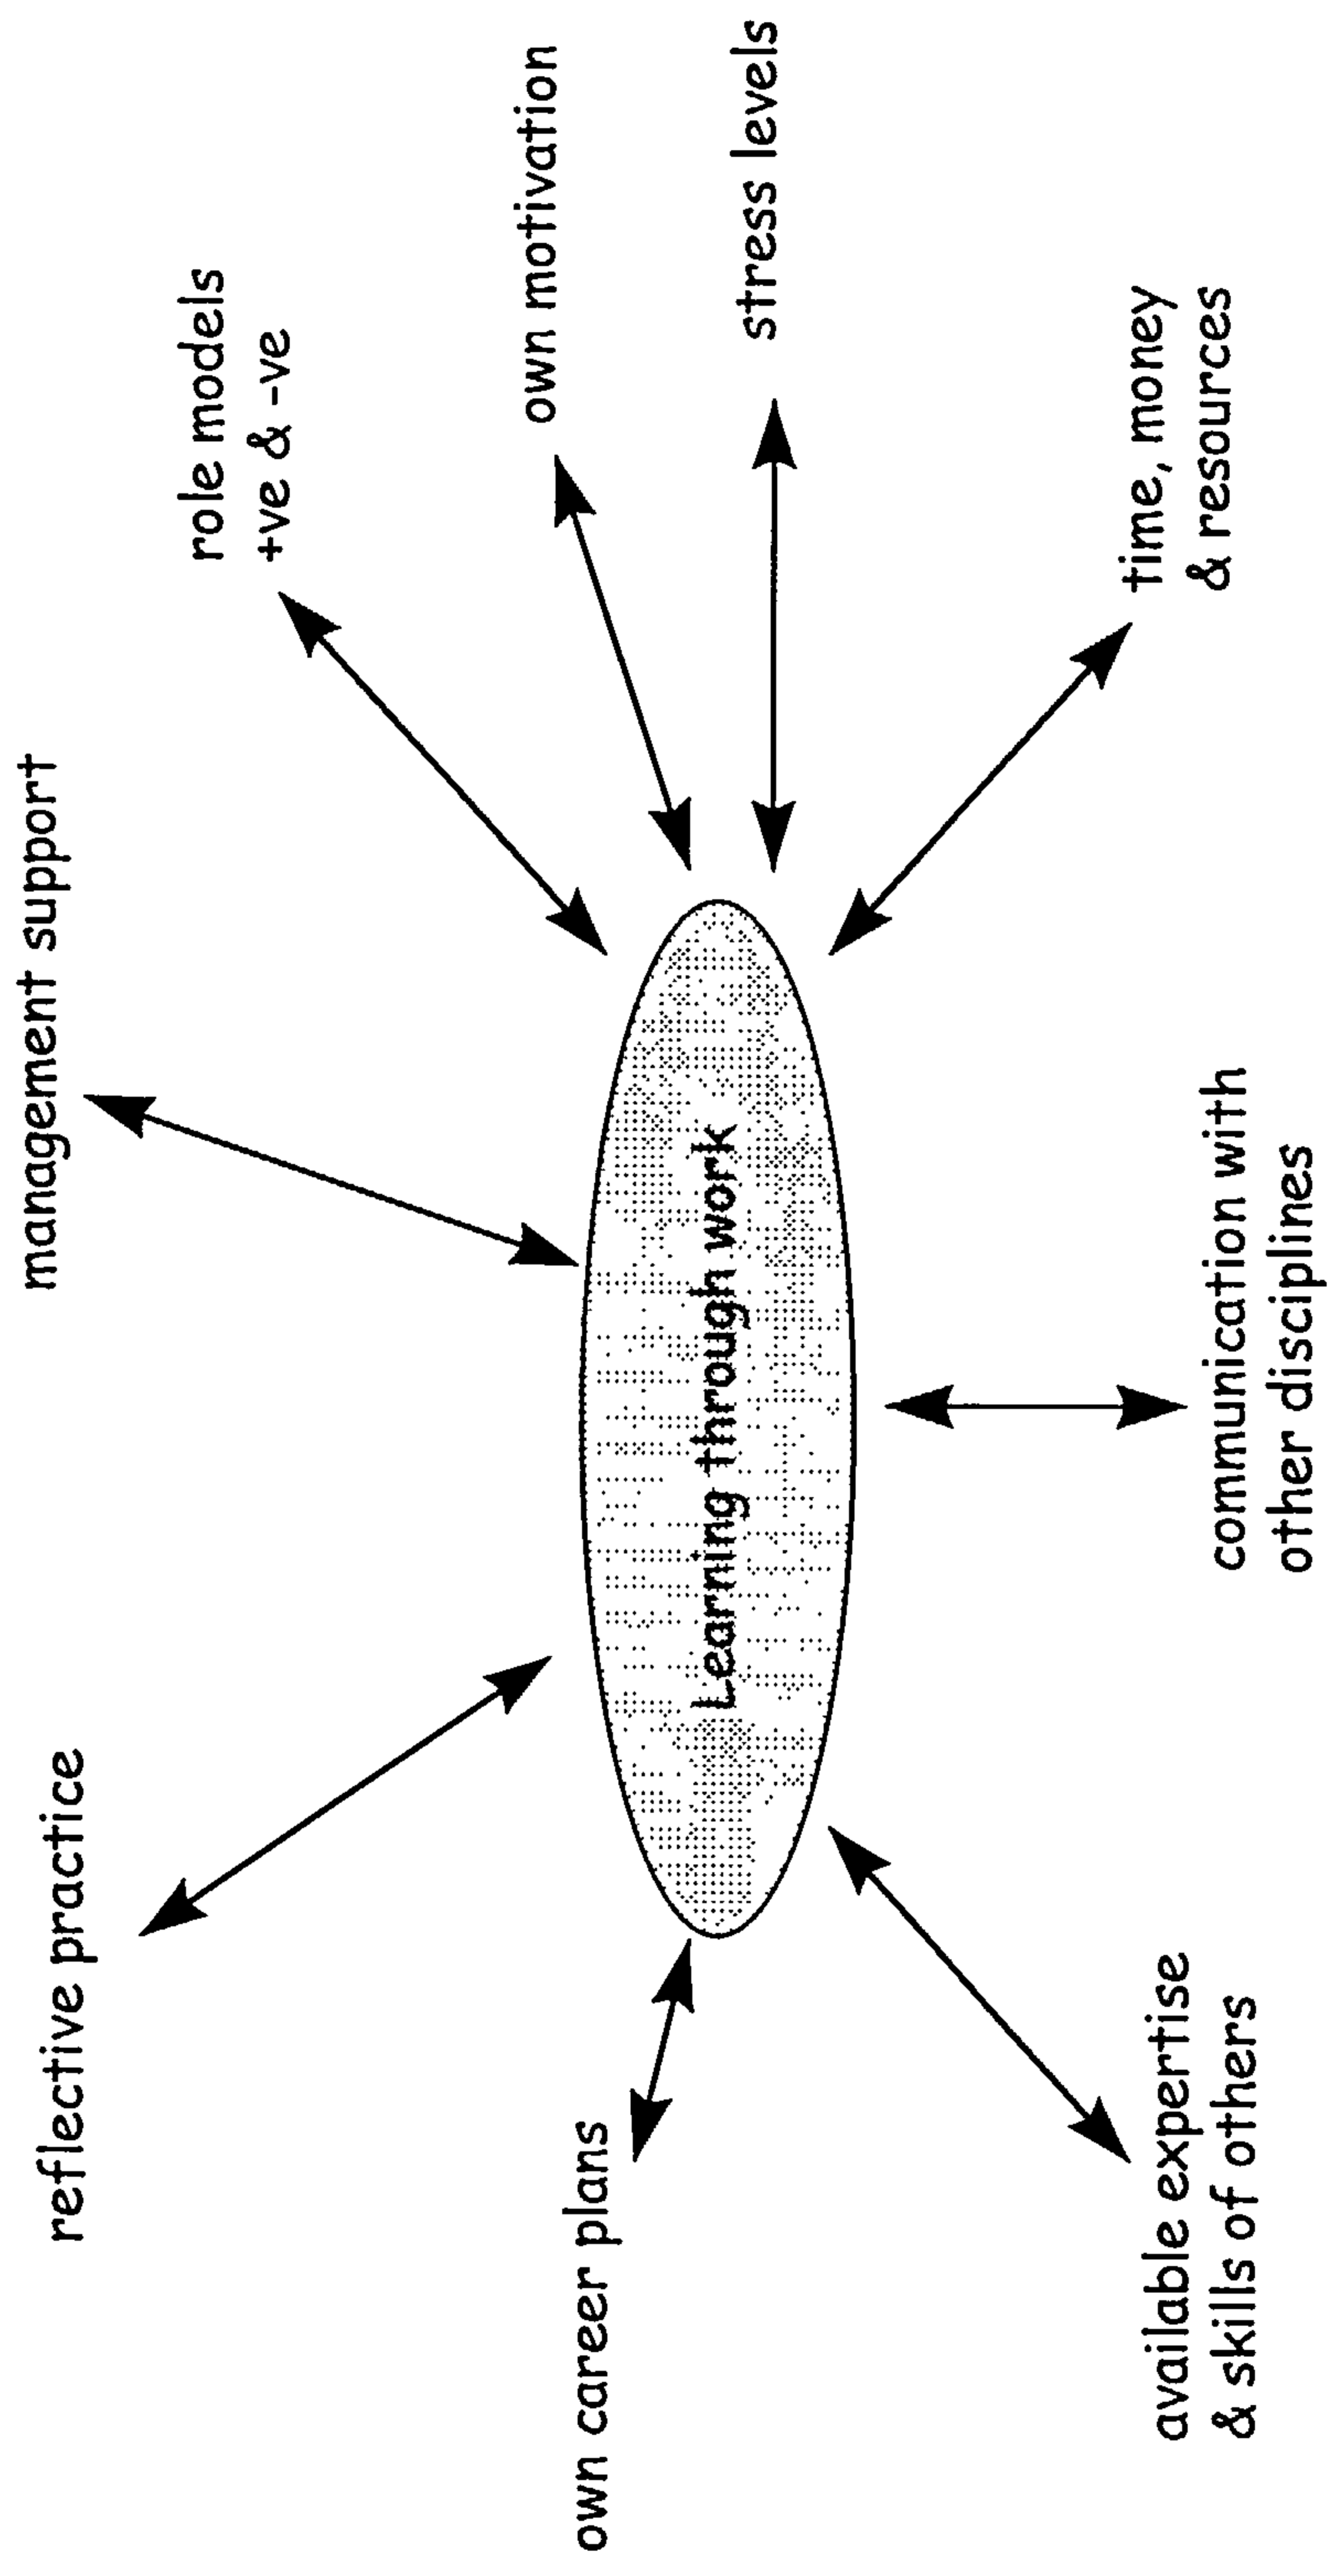 reflective practice
management support
role models
+ve & -ve
own motivation
own career plans
Learning through work
stress levels
available expertise
& skills of others
communication with
other disciplines
time, money
& resources